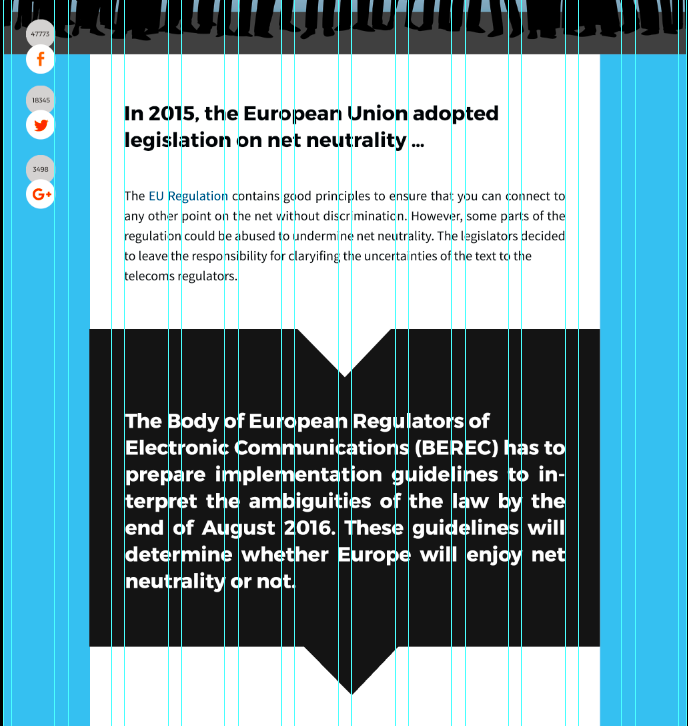 47773
f
18345
3498
G+
In 2015, the European Union adopted
legislation on net neutrality ...
The EU Regulation contains good principles to ensure that you can connect to
any other point on the net without discrimination. However, some parts of the
regulation could be abused to undermine net neutrality. The legislators decided
to leave the responsibility for claryifing the uncertainties of the text to the
telecoms regulators.
The Body of European Regulators of
Electronic Communications (BEREC) has to
prepare implementation guidelines to in-
terpret the ambiguities of the law by the
end of August 2016. These guidelines will
determine whether Europe will enjoy net
neutrality or not.